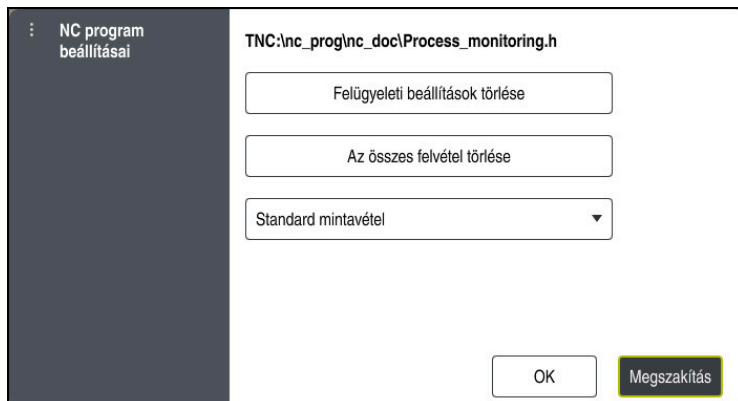 NC program
beállításai
TNC:\nc_prog\nc_doc\Process_monitoring.h
Felügyeleti beállítások törlése
Az összes felvétel törlése
Standard mintavétel
OK
Megszakítás